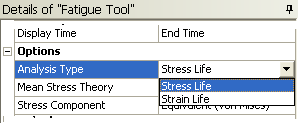 Details of "Fatigue Tool"
Display Time End Time
Options
Analysis Type Stress Life
Mean Stress Theory Stress Life
Strain Life
Stress Component Equivalent (Von Mises)